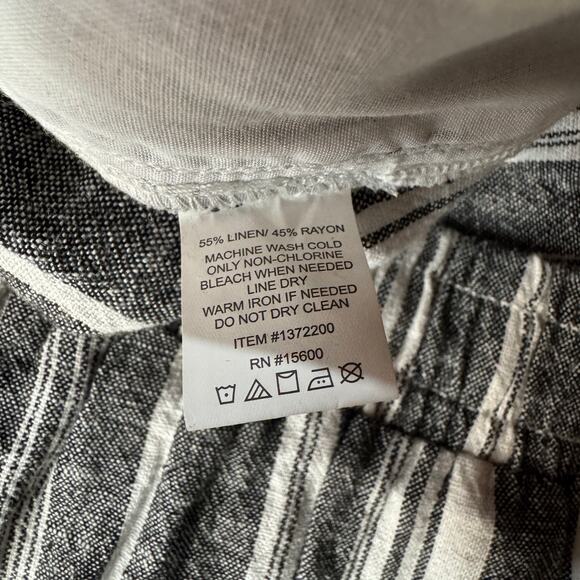 55% LINEN/ 45% RAYON
MACHINE WASH COLD
ONLY NON-CHLORINE
BLEACH WHEN NEEDED
LINE DRY
WARM IRON IF NEEDED
DO NOT DRY CLEAN
ITEM #1372200
RN #15600